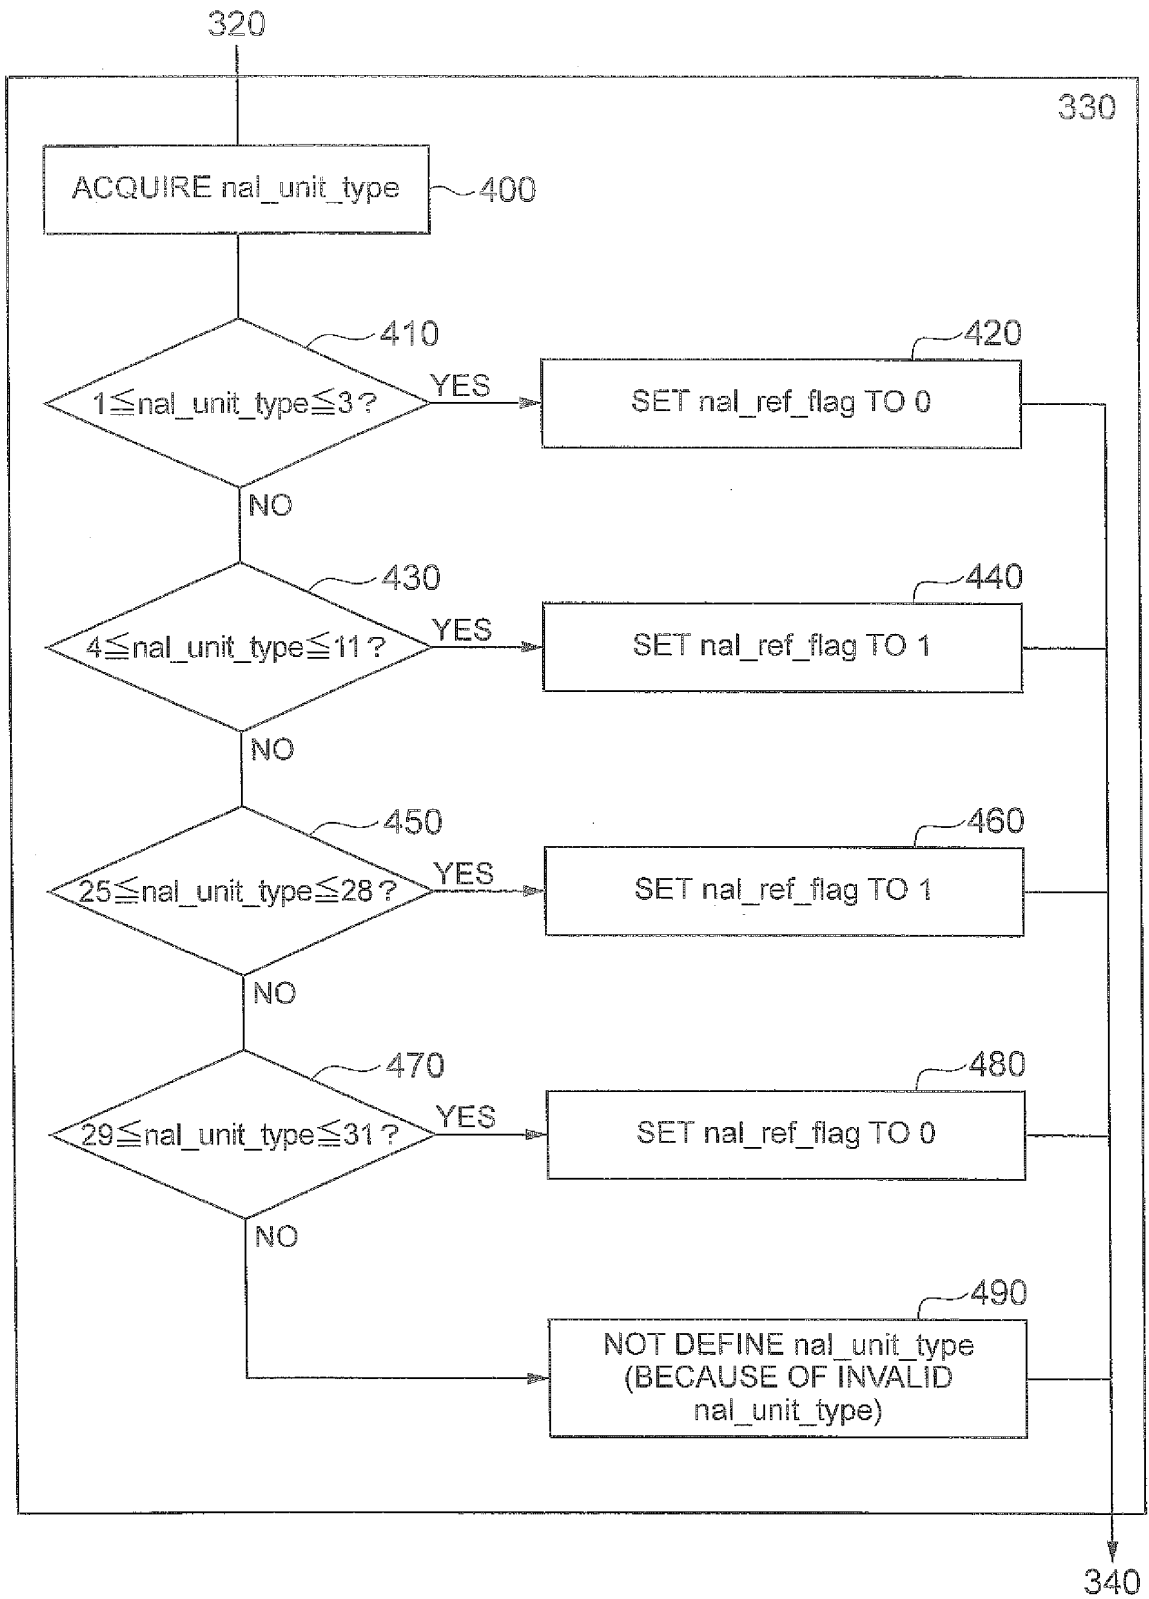 320
330
ACQUIRE nal_unit_type
400
410
1≦nal_unit_type≦3?
YES
420
SET nal_ref_flag TO 0
NO
430
4≦nal_unit_type≦11?
YES
440
SET nal_ref_flag TO 1
NO
450
25≦nal_unit_type≦28?
YES
460
SET nal_ref_flag TO 1
NO
470
29≦nal_unit_type≦31?
YES
480
SET nal_ref_flag TO 0
NO
490
NOT DEFINE nal_unit_type
(BECAUSE OF INVALID
nal_unit_type)
340